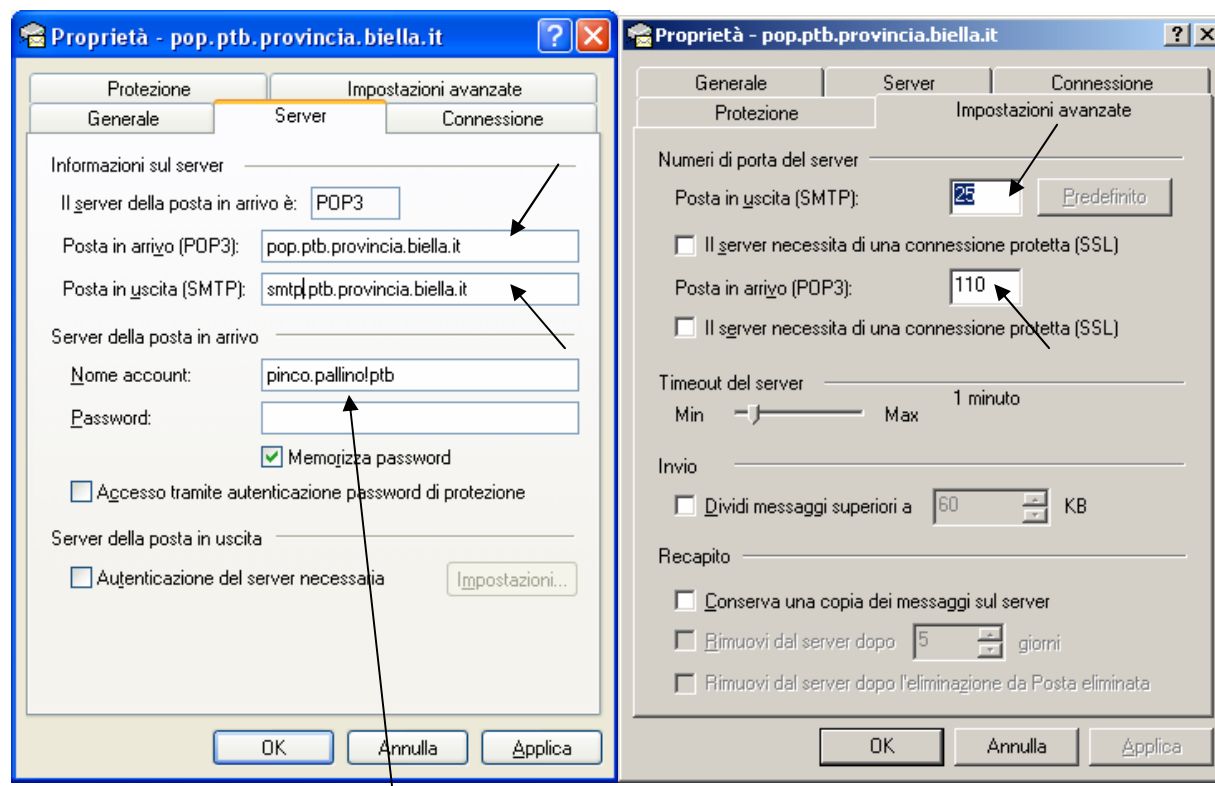 Proprietà - pop.ptb.provincia.biella.it
Protezione Impostazioni avanzate
Generale Server Connessione
Informazioni sul server
Il server della posta in arrivo è: POP3
Posta in arrivo (POP3): pop.ptb.provincia.biella.it
Posta in uscita (SMTP): smtp.ptb.provincia.biella.it
Server della posta in arrivo
Nome account: pinco.pallino!ptb
Password:
Memorizza password
Accesso tramite autenticazione password di protezione
Server della posta in uscita
Autenticazione del server necessaria Impostazioni...
OK Annulla Applica
Proprietà - pop.ptb.provincia.biella.it
Generale Server Connessione
Protezione Impostazioni avanzate
Numeri di porta del server
Posta in uscita (SMTP): 25 Predefinito
Il server necessita di una connessione protetta (SSL)
Posta in arrivo (POP3): 110
Il server necessita di una connessione protetta (SSL)
Timeout del server
Min Max 1 minuto
Invio
Dividi messaggi superiori a 60 KB
Recapito
Conserva una copia dei messaggi sul server
Rimuovi dal server dopo 5 giorni
Rimuovi dal server dopo l'eliminazione da Posta eliminata
OK Annulla Applica